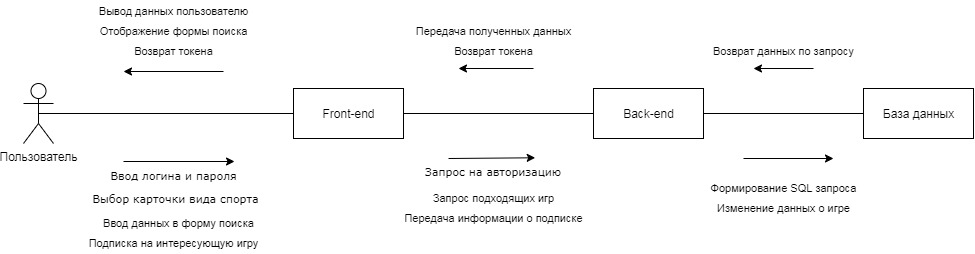 Вывод данных пользователю
Отображение формы поиска
Возврат токена
Передача полученных данных
Возврат токена
Возврат данных по запросу
Пользователь
Front-end
Back-end
База данных
Ввод логина и пароля
Выбор карточки вида спорта
Ввод данных в форму поиска
Подписка на интересующую игру
Запрос на авторизацию
Запрос подходящих игр
Передача информации о подписке
Формирование SQL запроса
Изменение данных о игре